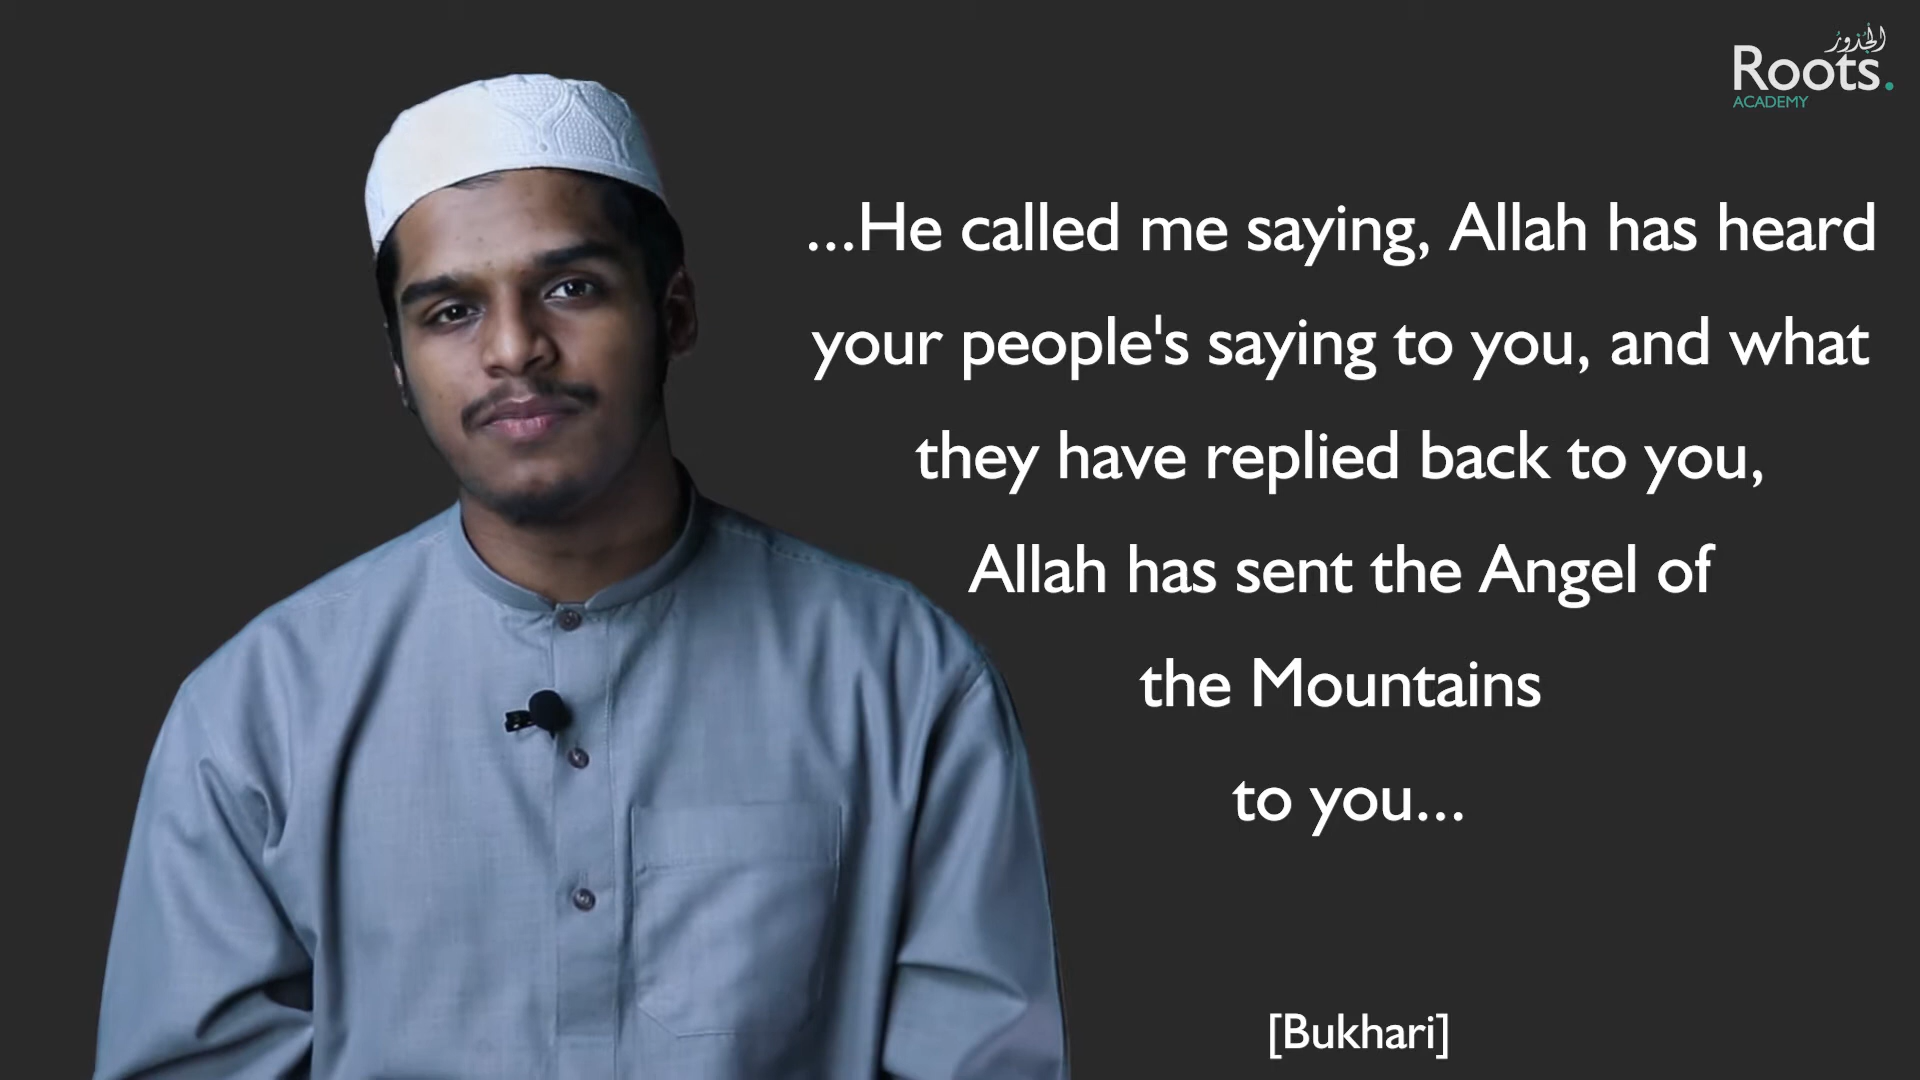 الجذور
Roots.
ACADEMY
...He called me saying, Allah has heard
your people's saying to you, and what
they have replied back to you,
Allah has sent the Angel of
the Mountains
to you...
[Bukhari]